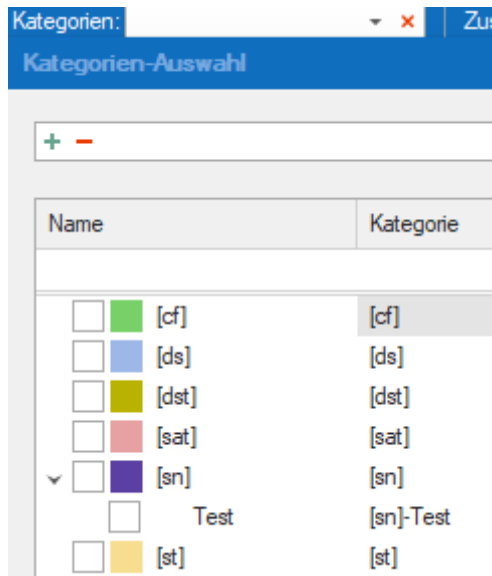 Kategorien: Zus
Kategorien-Auswahl
Name Kategorie
[cf] [cf]
[ds] [ds]
[dst] [dst]
[sat] [sat]
[sn] [sn]
Test [sn]-Test
[st] [st]